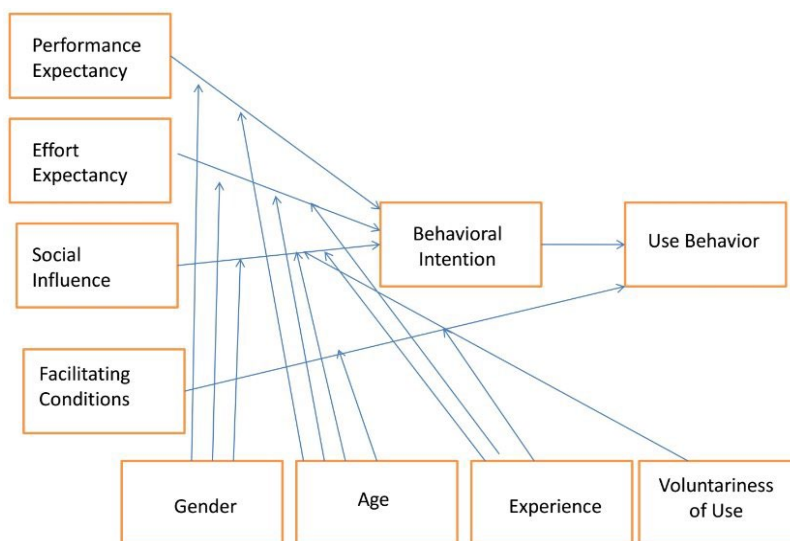 Performance
Expectancy
Effort
Expectancy
Social
Influence
Behavioral
Intention
Use Behavior
Facilitating
Conditions
Gender
Age
Experience
Voluntariness
of Use